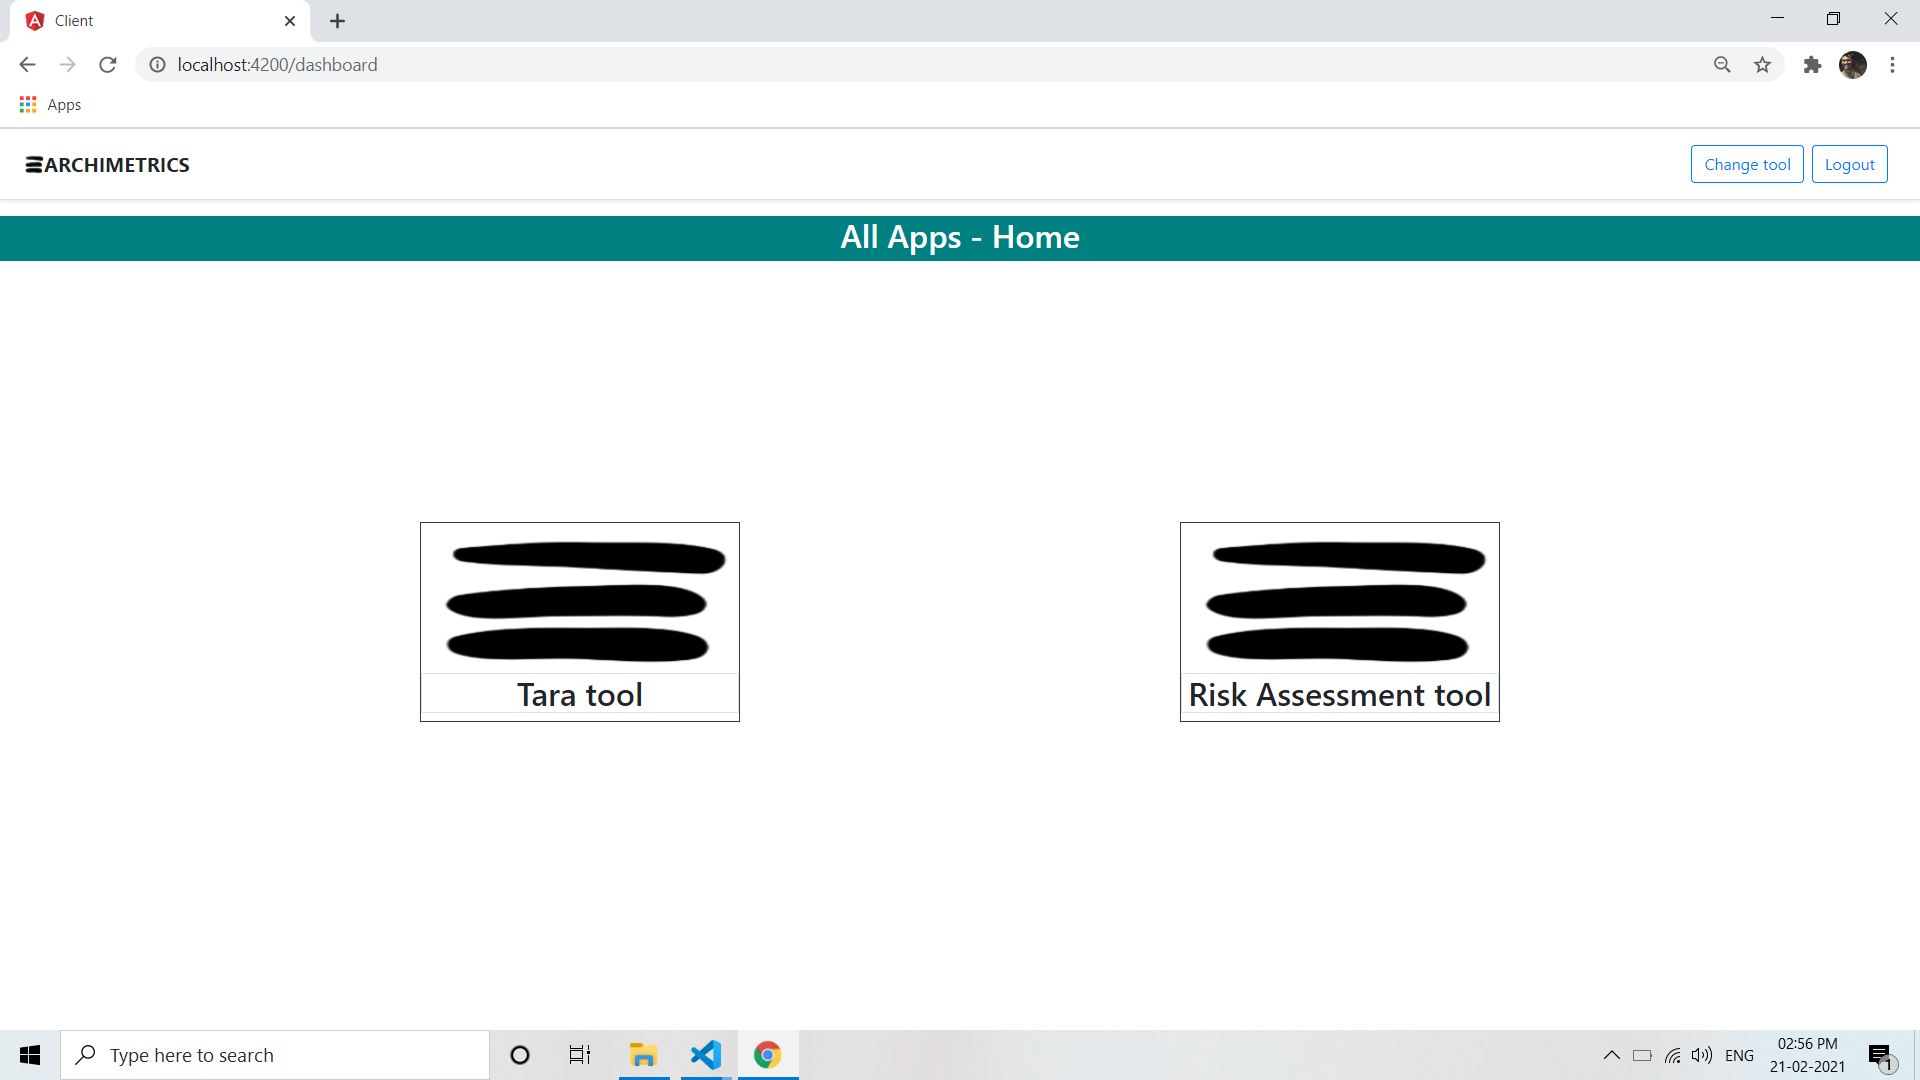 Client
localhost:4200/dashboard
Apps
ARCHIMETRICS
Change tool
Logout
All Apps - Home
Tara tool
Risk Assessment tool
Type here to search
ENG
02:56 PM
21-02-2021
1